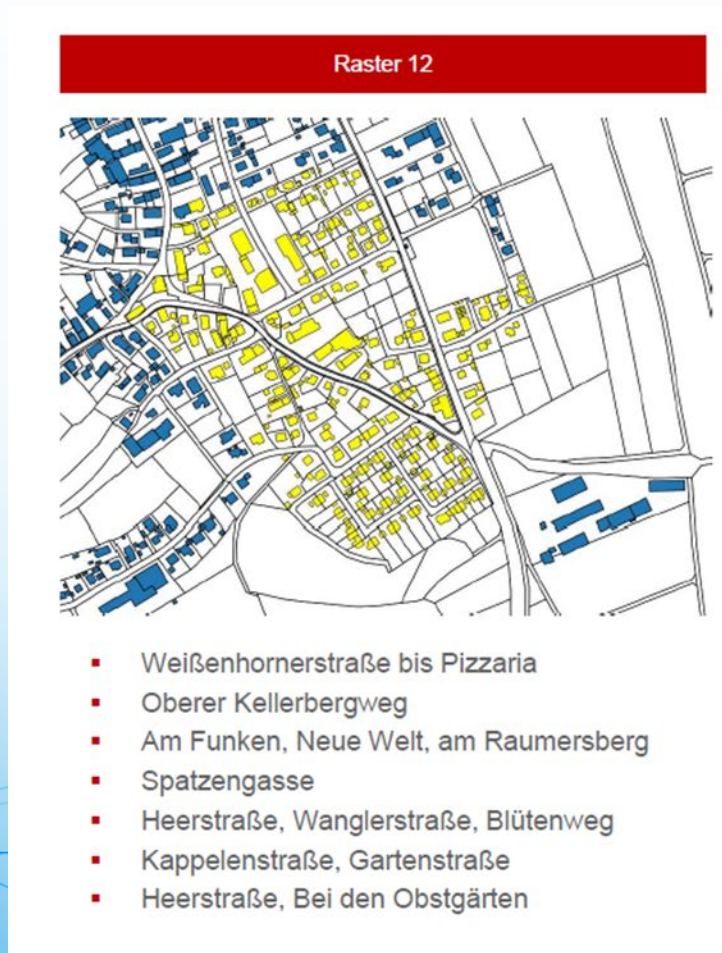 Raster 12
Weißenhornerstraße bis Pizzaria
Oberer Kellerbergweg
Am Funken, Neue Welt, am Raumersberg
Spatzengasse
Heerstraße, Wanglerstraße, Blütenweg
Kappelenstraße, Gartenstraße
Heerstraße, Bei den Obstgärten